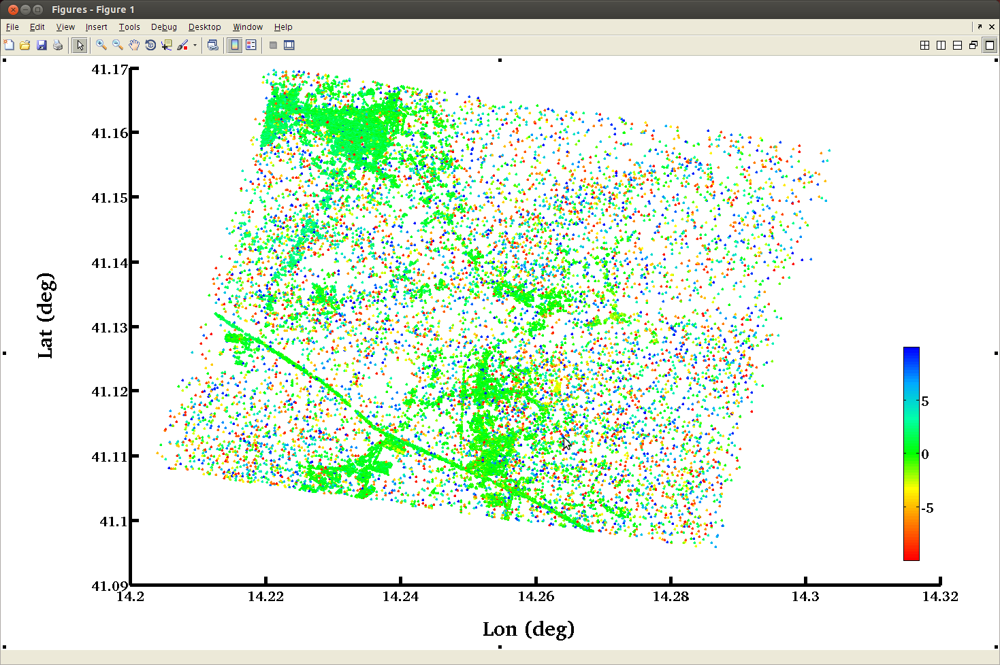 Figures - Figure 1
File Edit View Insert Tools Debug Desktop Window Help
41.17
41.16
41.15
41.14
41.13
41.12
41.11
41.1
41.09
Lat (deg)
5
0
-5
14.2 14.22 14.24 14.26 14.28 14.3 14.32
Lon (deg)